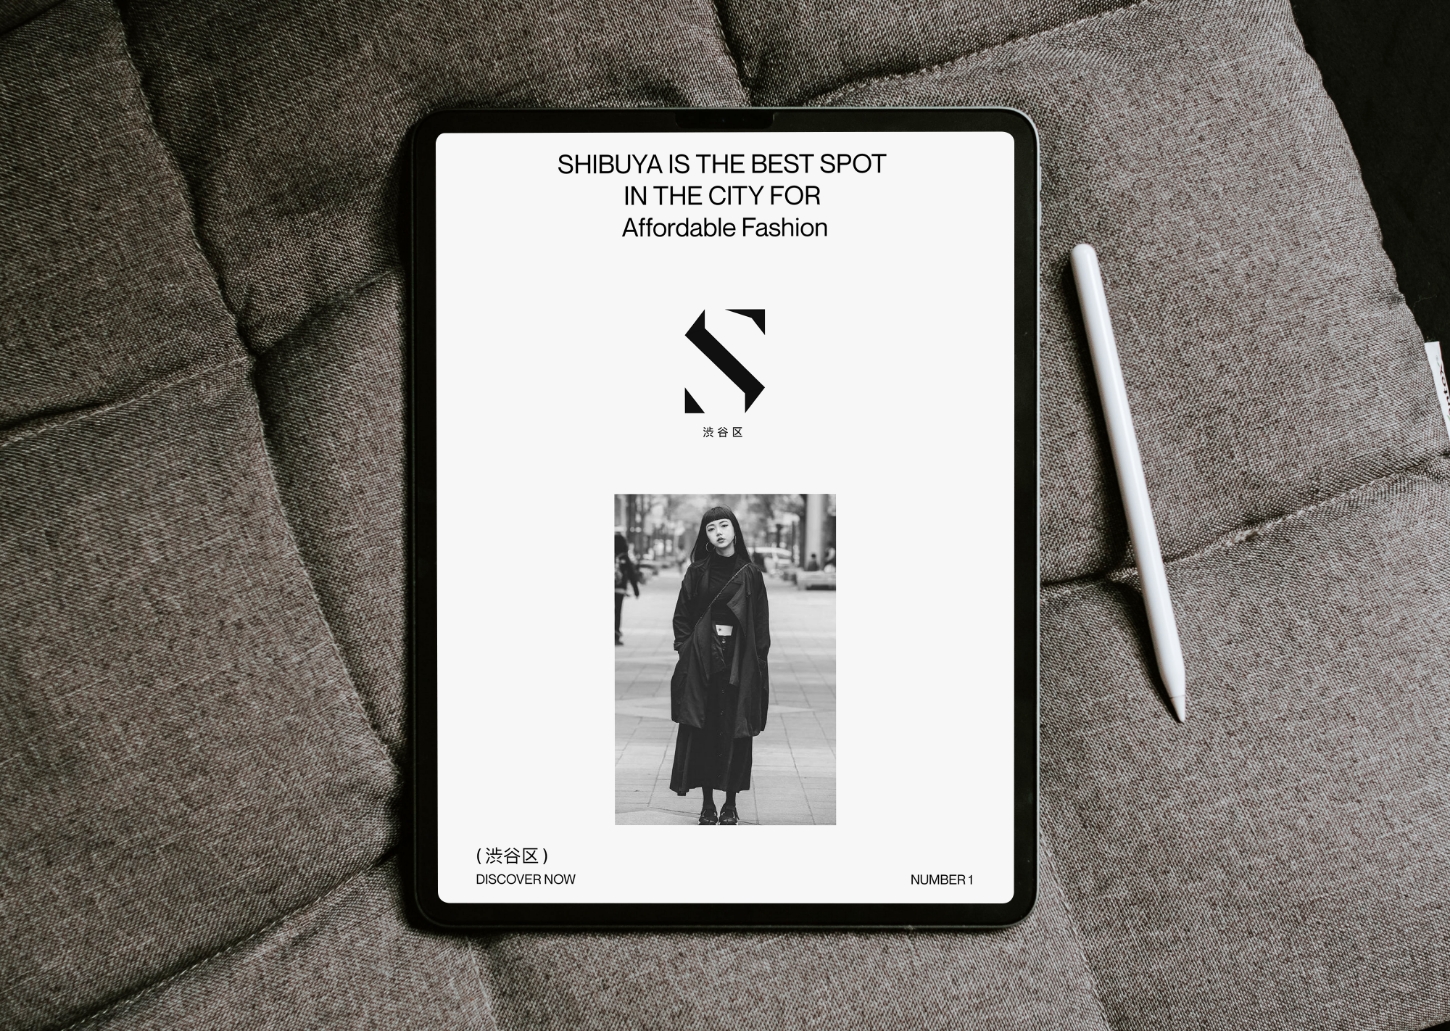 SHIBUYA IS THE BEST SPOT
IN THE CITY FOR
Affordable Fashion
S
渋谷区
(渋谷区)
DISCOVER NOW
NUMBER 1